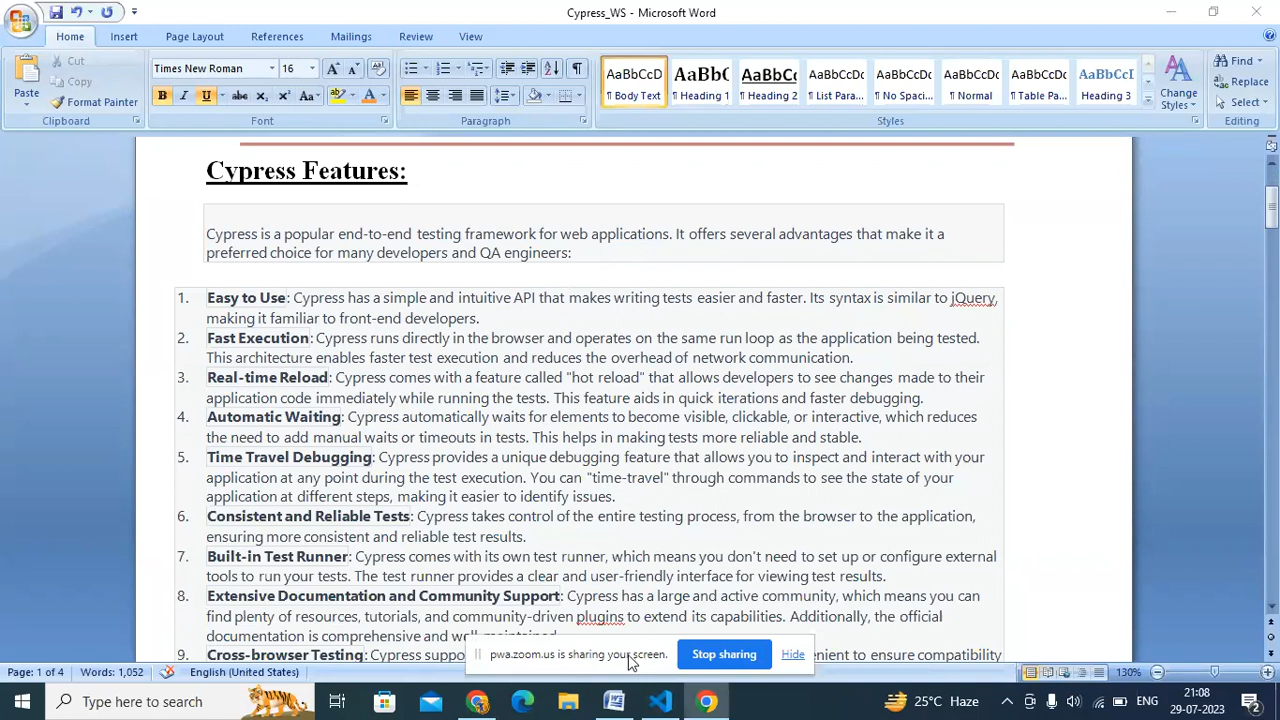 Cypress_WS - Microsoft Word
Home Insert Page Layout References Mailings Review View
Cut
Copy
Paste
Format Painter
Clipboard
Times New Roman 16
Font
Paragraph
AaBbCcD AaBbCcI AaBbCc AaBbCcDc AaBbCcDc AaBbCcDc AaBbCcDc AaBbCcI
¶ Body Text ¶ Heading 1 ¶ Heading 2 ¶ List Para... ¶ No Spaci... ¶ Normal ¶ Table Pa... ¶ Heading 3
Change
Styles
Styles
Find
Replace
Select
Editing
Cypress Features:
Cypress is a popular end-to-end testing framework for web applications. It offers several advantages that make it a
preferred choice for many developers and QA engineers:
1. Easy to Use: Cypress has a simple and intuitive API that makes writing tests easier and faster. Its syntax is similar to jQuery,
making it familiar to front-end developers.
2. Fast Execution: Cypress runs directly in the browser and operates on the same run loop as the application being tested.
This architecture enables faster test execution and reduces the overhead of network communication.
3. Real-time Reload: Cypress comes with a feature called "hot reload" that allows developers to see changes made to their
application code immediately while running the tests. This feature aids in quick iterations and faster debugging.
4. Automatic Waiting: Cypress automatically waits for elements to become visible, clickable, or interactive, which reduces
the need to add manual waits or timeouts in tests. This helps in making tests more reliable and stable.
5. Time Travel Debugging: Cypress provides a unique debugging feature that allows you to inspect and interact with your
application at any point during the test execution. You can "time-travel" through commands to see the state of your
application at different steps, making it easier to identify issues.
6. Consistent and Reliable Tests: Cypress takes control of the entire testing process, from the browser to the application,
ensuring more consistent and reliable test results.
7. Built-in Test Runner: Cypress comes with its own test runner, which means you don't need to set up or configure external
tools to run your tests. The test runner provides a clear and user-friendly interface for viewing test results.
8. Extensive Documentation and Community Support: Cypress has a large and active community, which means you can
find plenty of resources, tutorials, and community-driven plugins to extend its capabilities. Additionally, the official
documentation is comprehensive and well-maintained.
9. Cross-browser Testing: Cypress suppo enient to ensure compatibility
pwa.zoom.us is sharing your screen. Stop sharing Hide
Page: 1 of 4 Words: 1,052 English (United States) 130%
Type here to search
25°C Haze
ENG
21:08
29-07-2023
2